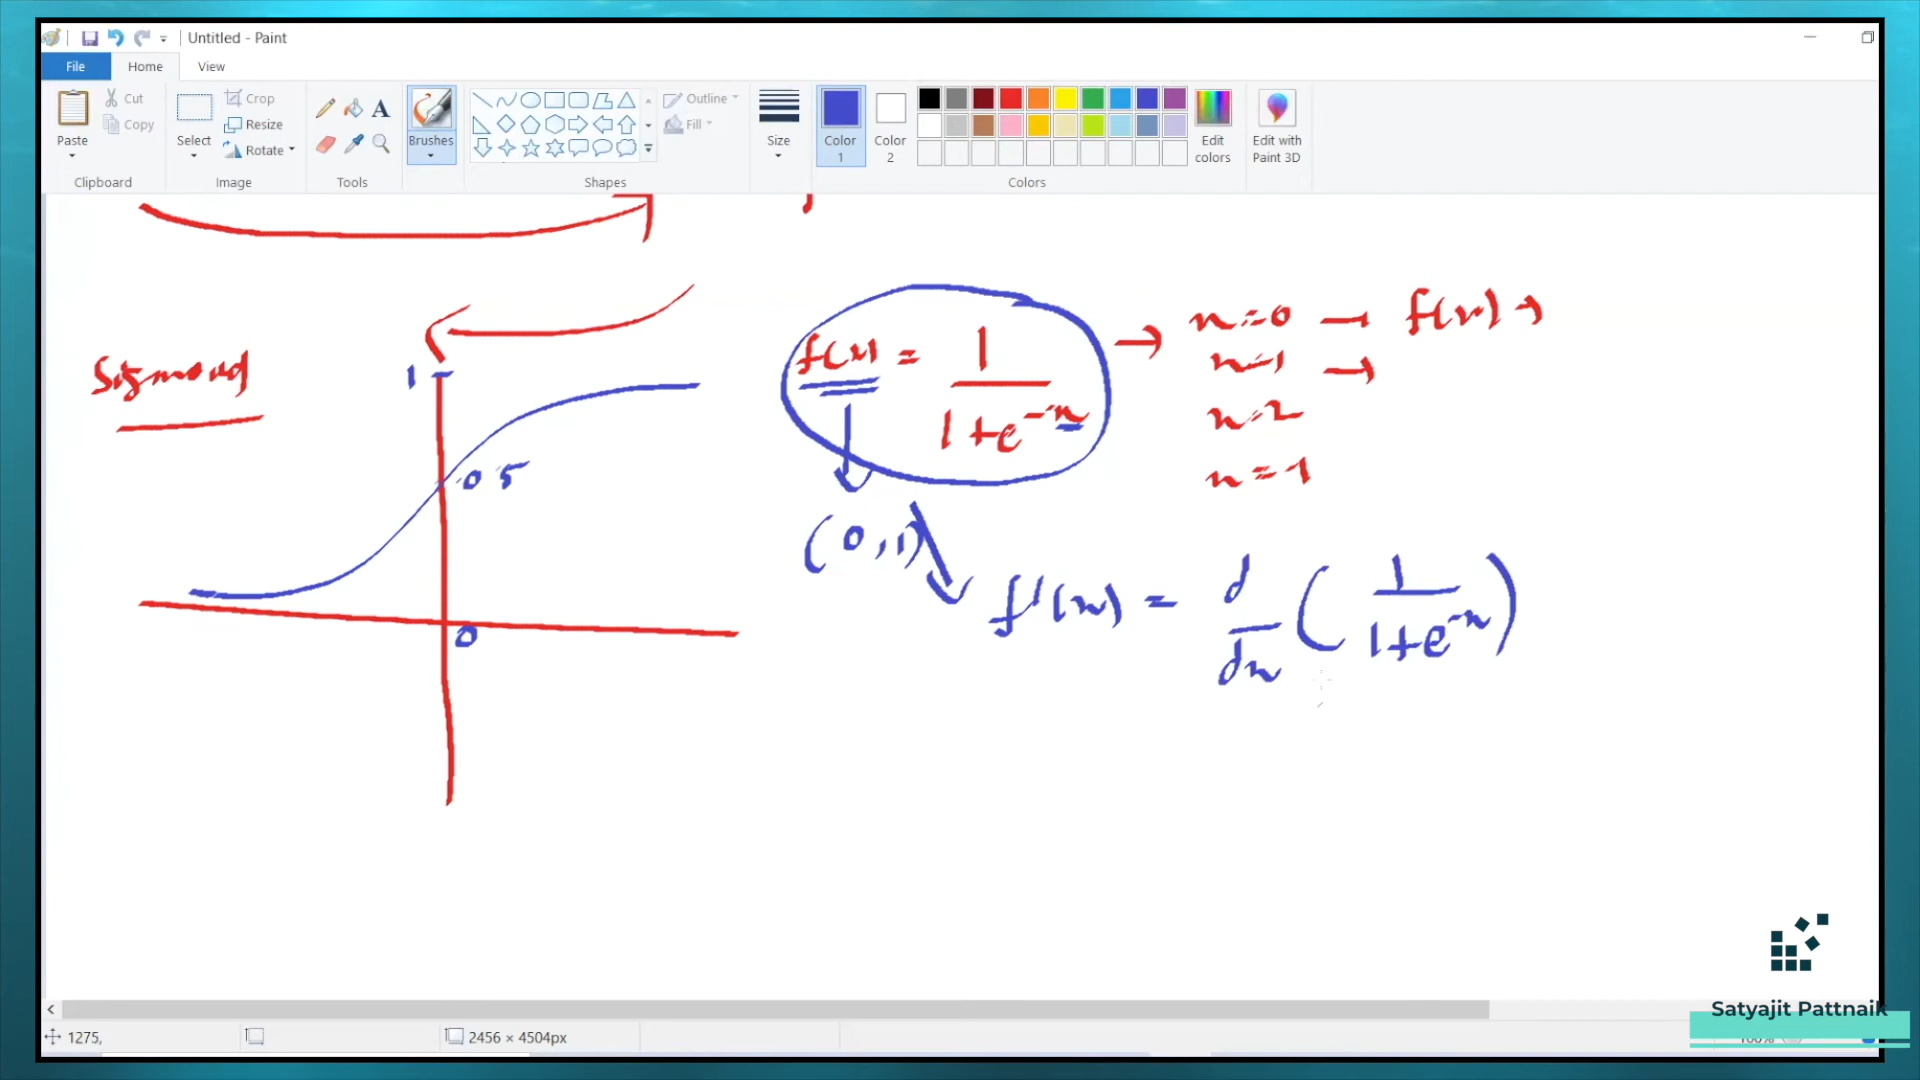 Untitled - Paint
File Home View
Paste Cut Copy Clipboard
Select Crop Resize Rotate Image
Tools
Brushes
Shapes
Outline Fill
Size
Color 1
Color 2
Edit colors
Edit with Paint 3D
Colors
Sigmoid
1
0.5
0
f(x) = 1 / 1+e^-x
→ x=0 → f(x) →
x=1 →
x=2
x=-1
(0,1)
f'(x) = d/dx (1 / 1+e^-x)
Satyajit Pattnaik
1275,
2456 × 4504px
100%